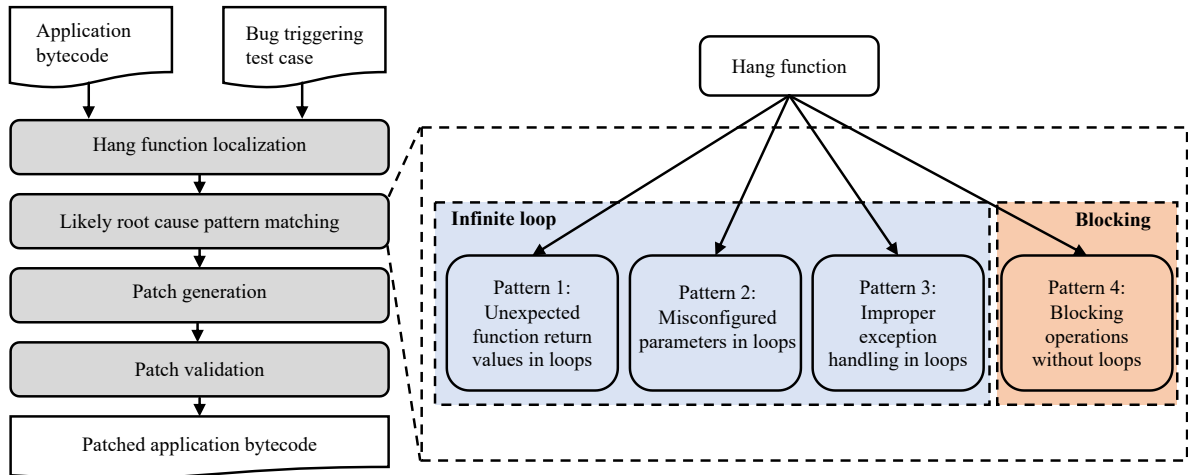 Application
bytecode
Bug triggering
test case
Hang function localization
Likely root cause pattern matching
Patch generation
Patch validation
Patched application bytecode
Hang function
Infinite loop
Pattern 1:
Unexpected
function return
values in loops
Pattern 2:
Misconfigured
parameters in loops
Pattern 3:
Improper
exception
handling in loops
Blocking
Pattern 4:
Blocking
operations
without loops